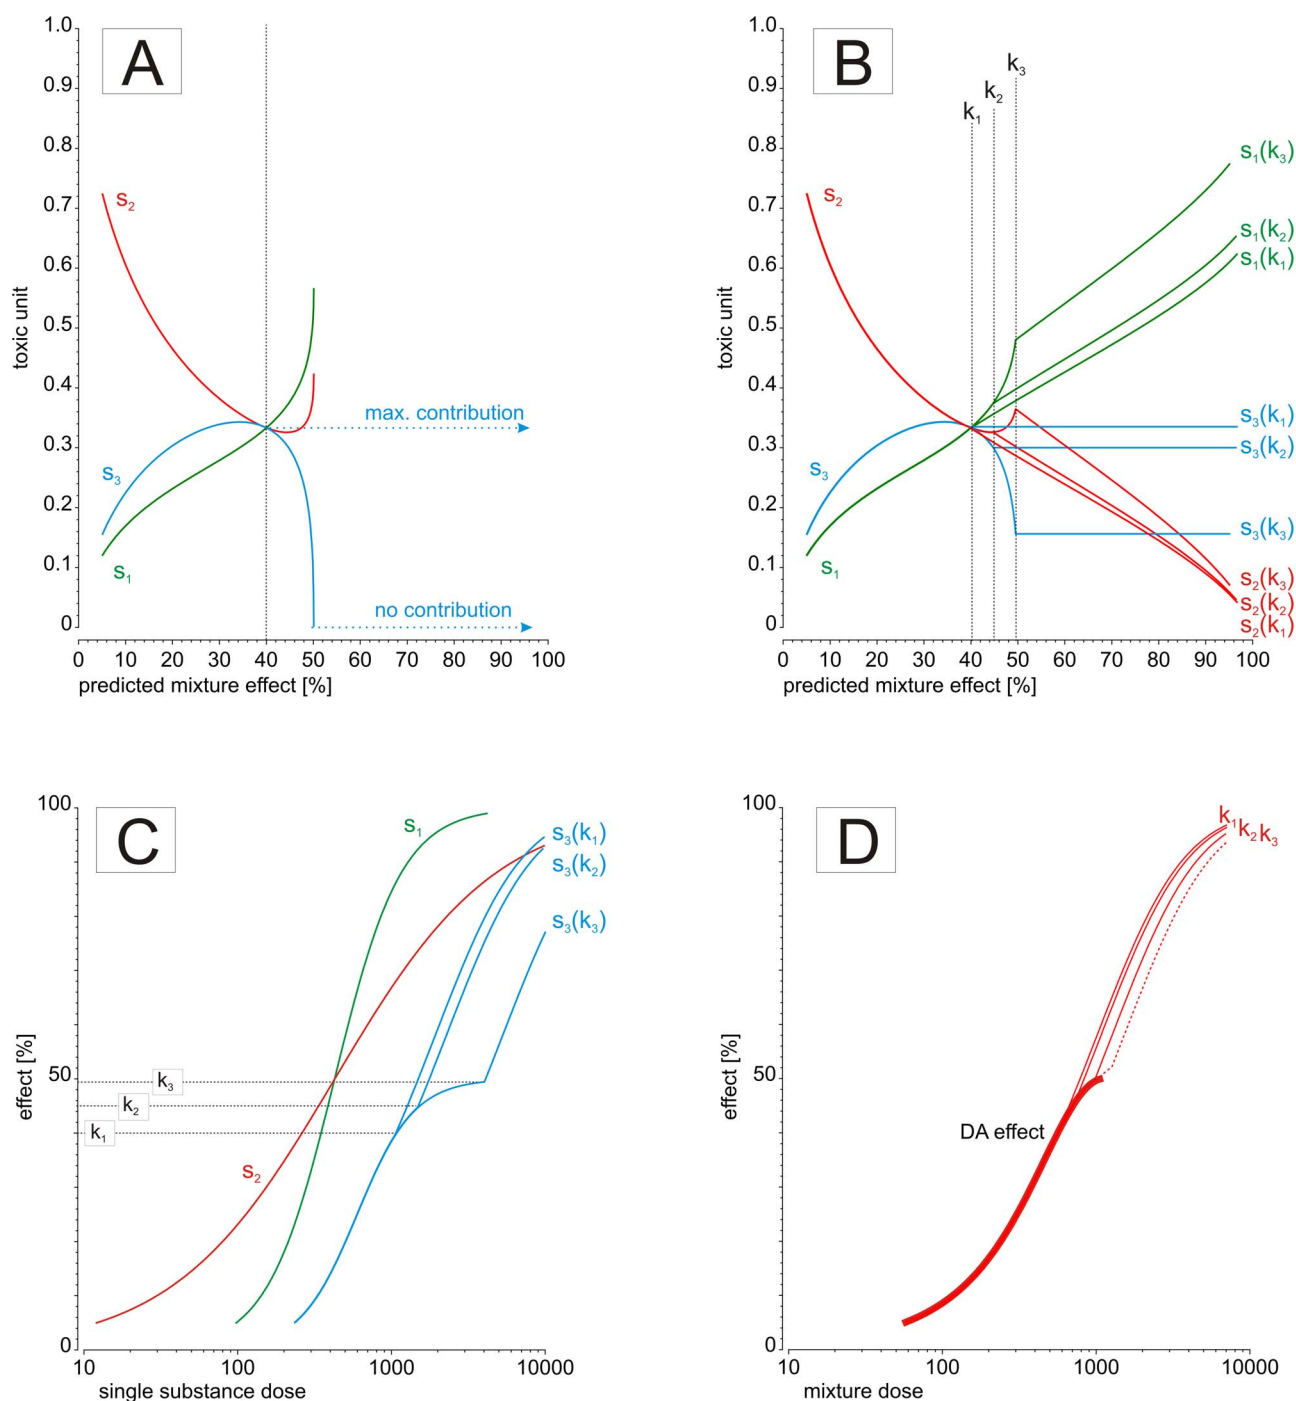 A
1.0
0.9
0.8
0.7
0.6
0.5
0.4
0.3
0.2
0.1
0
toxic unit
s₂
s₃
s₁
max. contribution
no contribution
0 10 20 30 40 50 60 70 80 90 100
predicted mixture effect [%]
B
1.0
0.9
0.8
0.7
0.6
0.5
0.4
0.3
0.2
0.1
0
toxic unit
k₃
k₂
k₁
s₂
s₃
s₁
s₁(k₃)
s₁(k₂)
s₁(k₁)
s₃(k₁)
s₃(k₂)
s₃(k₃)
s₂(k₃)
s₂(k₂)
s₂(k₁)
0 10 20 30 40 50 60 70 80 90 100
predicted mixture effect [%]
C
100
50
0
effect [%]
s₁
s₃(k₁)
s₃(k₂)
s₃(k₃)
k₃
k₂
k₁
s₂
10 100 1000 10000
single substance dose
D
100
50
0
effect [%]
k₁k₂k₃
DA effect
10 100 1000 10000
mixture dose